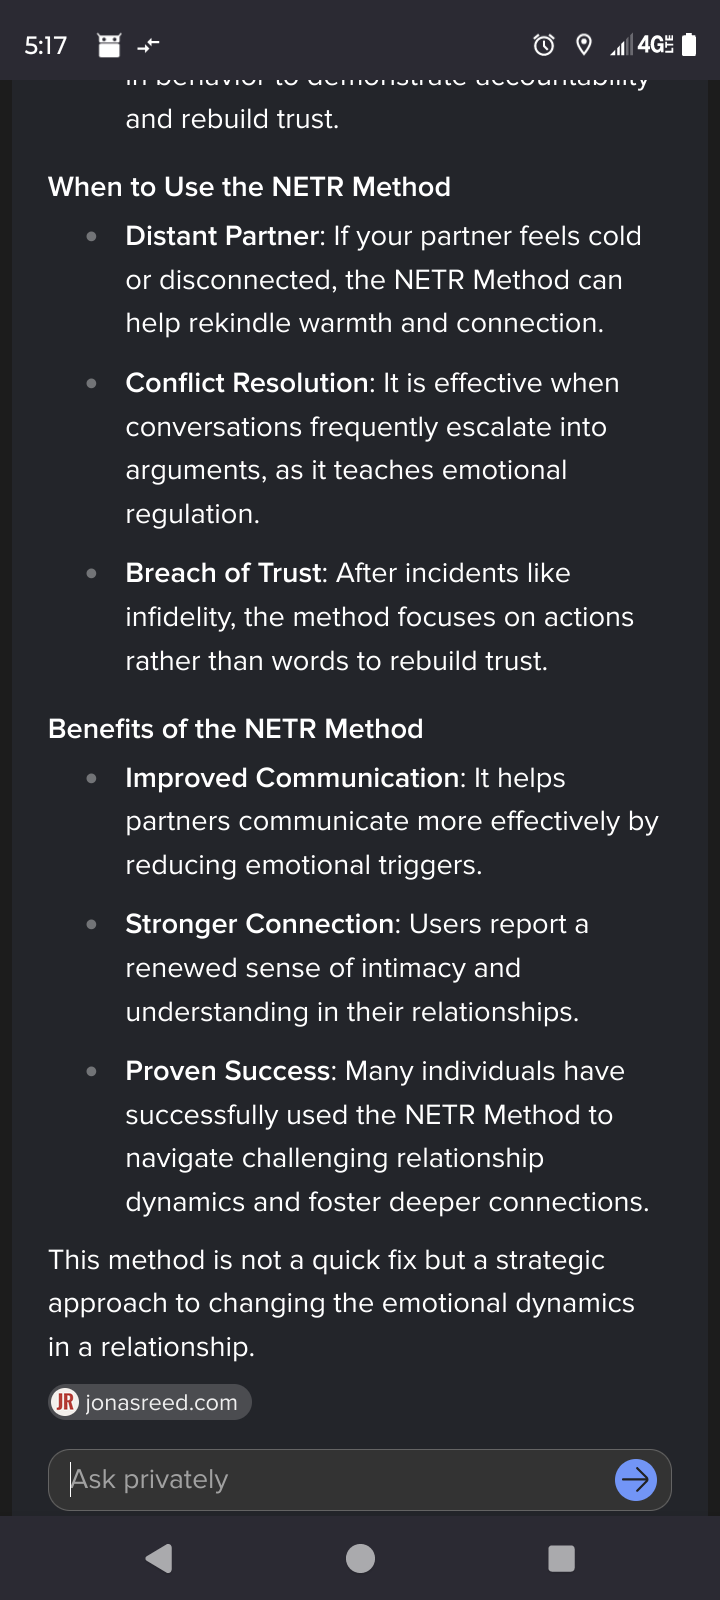 5:17
4G LTE
in behavior to demonstrate accountability
and rebuild trust.
When to Use the NETR Method
Distant Partner: If your partner feels cold
or disconnected, the NETR Method can
help rekindle warmth and connection.
Conflict Resolution: It is effective when
conversations frequently escalate into
arguments, as it teaches emotional
regulation.
Breach of Trust: After incidents like
infidelity, the method focuses on actions
rather than words to rebuild trust.
Benefits of the NETR Method
Improved Communication: It helps
partners communicate more effectively by
reducing emotional triggers.
Stronger Connection: Users report a
renewed sense of intimacy and
understanding in their relationships.
Proven Success: Many individuals have
successfully used the NETR Method to
navigate challenging relationship
dynamics and foster deeper connections.
This method is not a quick fix but a strategic
approach to changing the emotional dynamics
in a relationship.
JR jonasreed.com
Ask privately